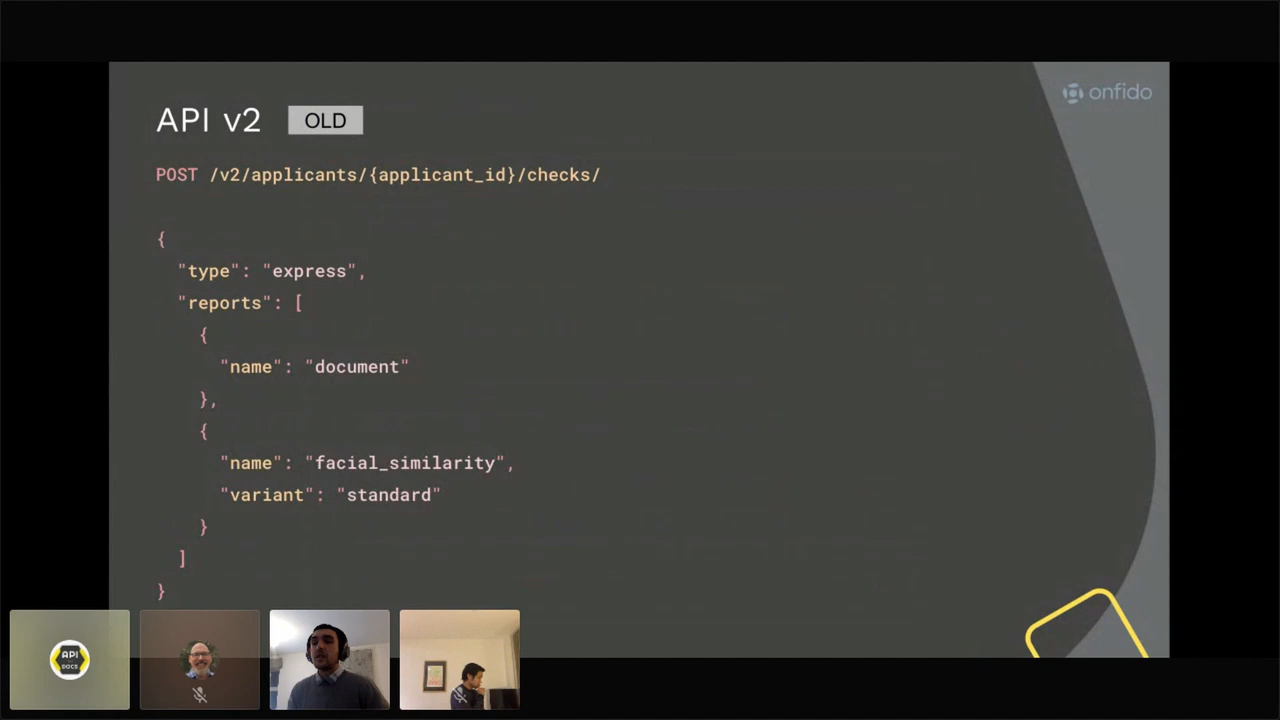 onfido
API v2 OLD
POST /v2/applicants/{applicant_id}/checks/
{
"type": "express",
"reports": [
{
"name": "document"
},
{
"name": "facial_similarity",
"variant": "standard"
}
]
}
API
DOCS